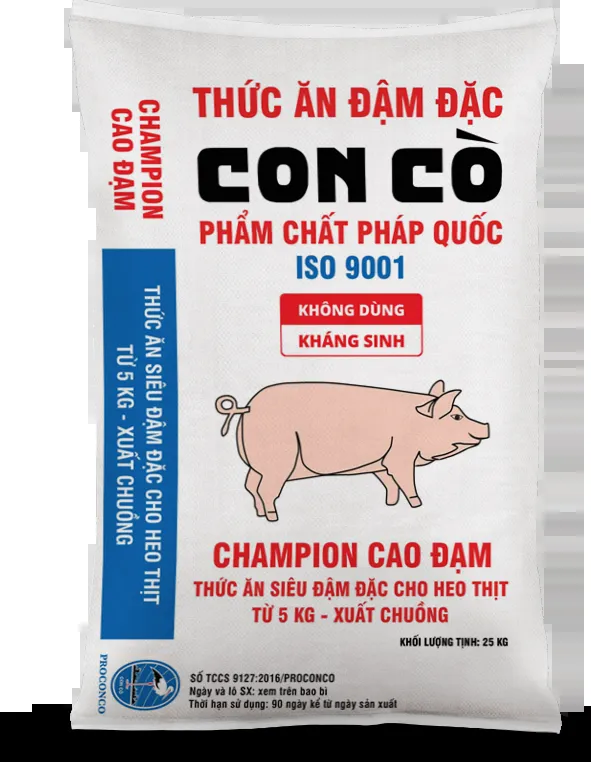 THỨC ĂN ĐẬM ĐẶC
CON CÒ
PHẨM CHẤT PHÁP QUỐC
ISO 9001
KHÔNG DÙNG
KHÁNG SINH
CHAMPION
CAO ĐẠM
THỨC ĂN SIÊU ĐẬM ĐẶC CHO HEO THỊT
TỪ 5 KG - XUẤT CHUỒNG
CHAMPION CAO ĐẠM
THỨC ĂN SIÊU ĐẬM ĐẶC CHO HEO THỊT
TỪ 5 KG - XUẤT CHUỒNG
KHỐI LƯỢNG TỊNH: 25 KG
PROCONCO
CON CÒ
SỐ TCCS 9127:2016/PROCONCO
Ngày và lô SX: xem trên bao bì
Thời hạn sử dụng: 90 ngày kể từ ngày sản xuất